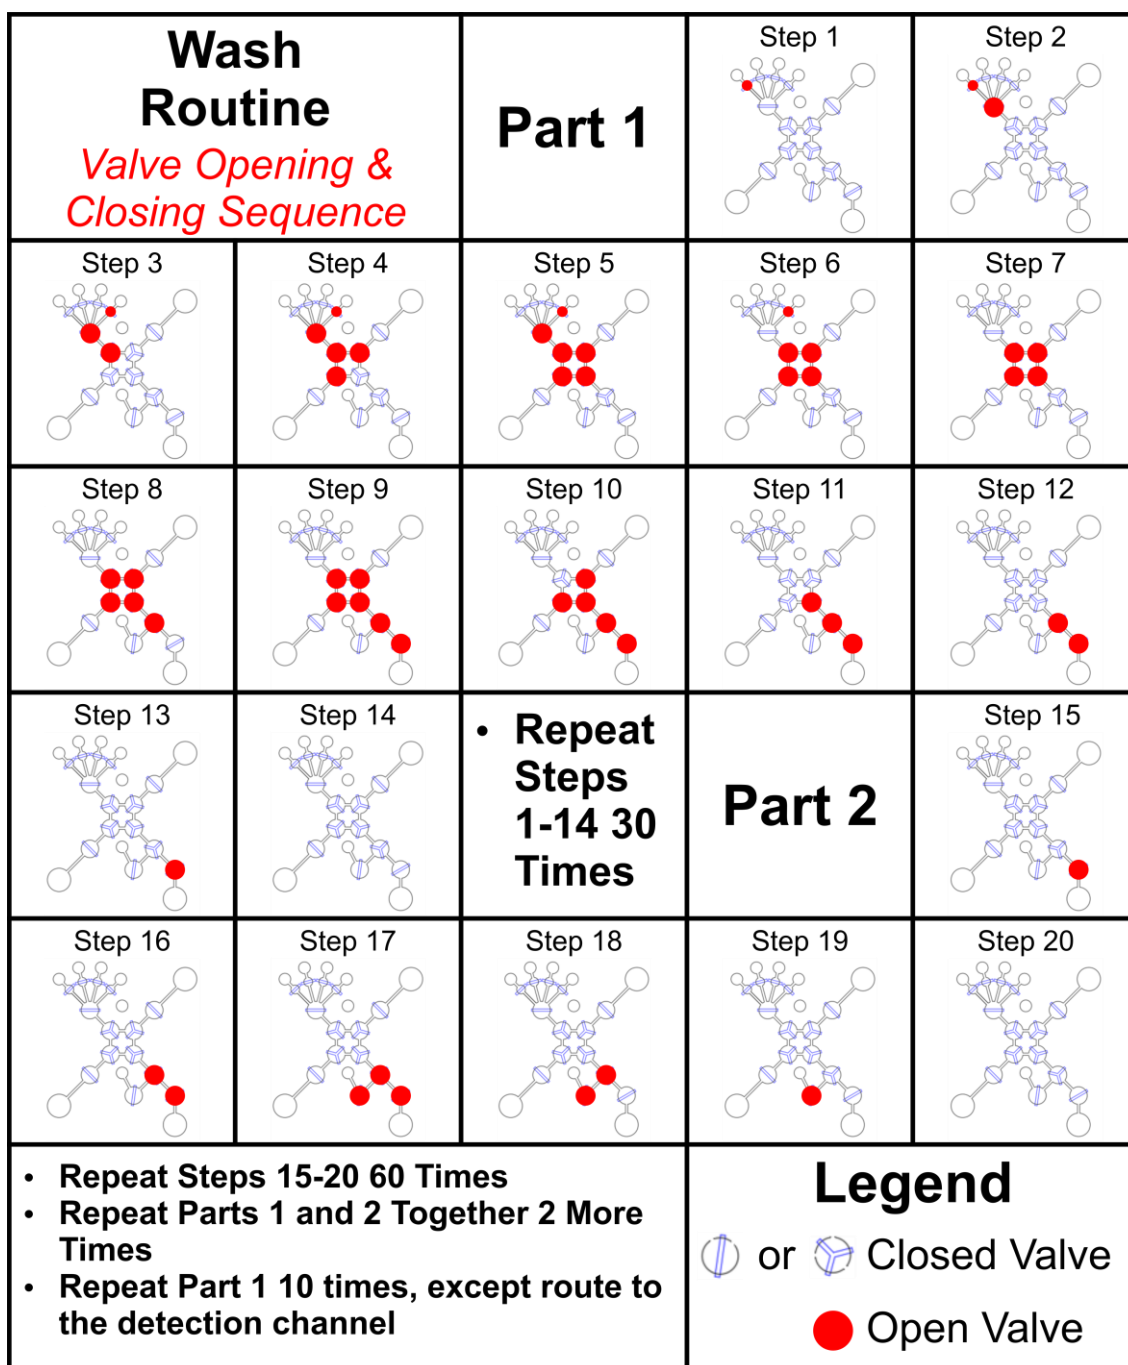 Wash
Routine
Valve Opening &
Closing Sequence
Part 1
Step 1
Step 2
Step 3
Step 4
Step 5
Step 6
Step 7
Step 8
Step 9
Step 10
Step 11
Step 12
Step 13
Step 14
• Repeat
Steps
1-14 30
Times
Part 2
Step 15
Step 16
Step 17
Step 18
Step 19
Step 20
• Repeat Steps 15-20 60 Times
• Repeat Parts 1 and 2 Together 2 More
Times
• Repeat Part 1 10 times, except route to
the detection channel
Legend
or Closed Valve
Open Valve